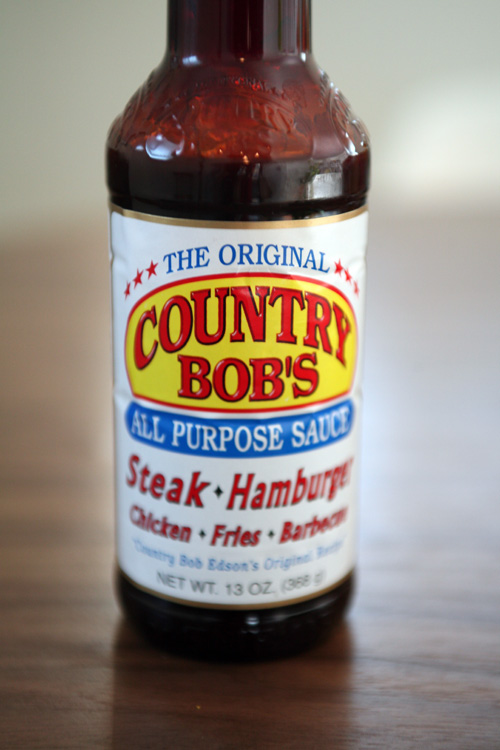 THE ORIGINAL
COUNTRY
BOB'S
ALL PURPOSE SAUCE
Steak Hamburger
Chicken Fries Barbecue
"Country Bob Edson's Original Recipe"
NET WT. 13 OZ. (368 g)